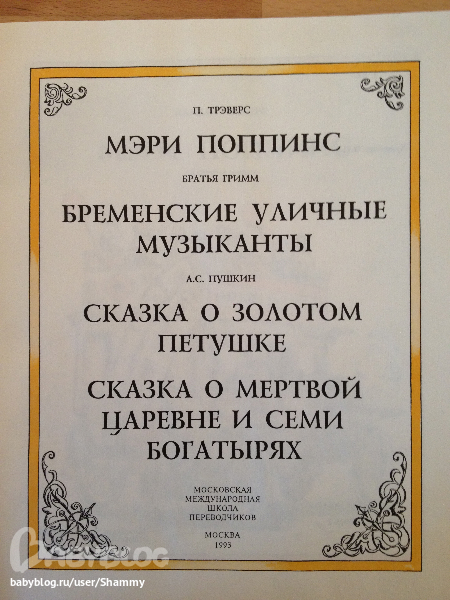 П. ТРЭВЕРС
МЭРИ ПОППИНС
БРАТЬЯ ГРИММ
БРЕМЕНСКИЕ УЛИЧНЫЕ
МУЗЫКАНТЫ
А.С. ПУШКИН
СКАЗКА О ЗОЛОТОМ
ПЕТУШКЕ
СКАЗКА О МЕРТВОЙ
ЦАРЕВНЕ И СЕМИ
БОГАТЫРЯХ
МОСКОВСКАЯ
МЕЖДУНАРОДНАЯ
ШКОЛА
ПЕРЕВОДЧИКОВ
МОСКВА
1993
BABYBLOG
babyblog.ru/user/Shammy